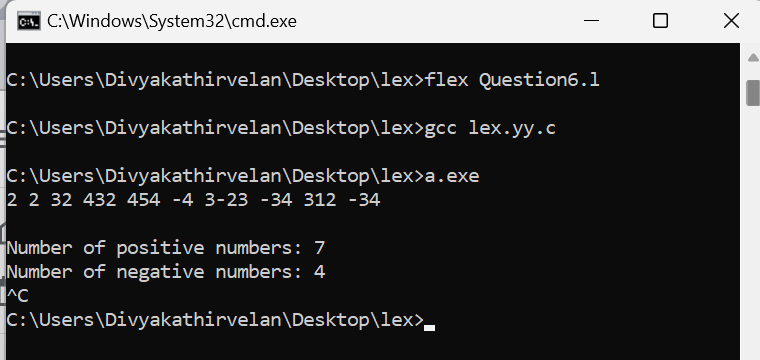 C:\Windows\System32\cmd.exe
C:\Users\Divyakathirvelan\Desktop\lex>flex Question6.l
C:\Users\Divyakathirvelan\Desktop\lex>gcc lex.yy.c
C:\Users\Divyakathirvelan\Desktop\lex>a.exe
2 2 32 432 454 -4 3-23 -34 312 -34
Number of positive numbers: 7
Number of negative numbers: 4
^C
C:\Users\Divyakathirvelan\Desktop\lex>